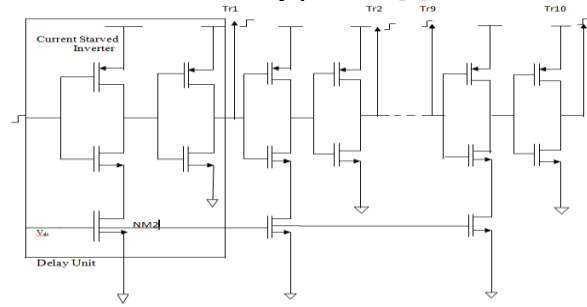 Tr1
Tr2
Tr9
Tr10
Current Starved
Inverter
NM2
Delay Unit